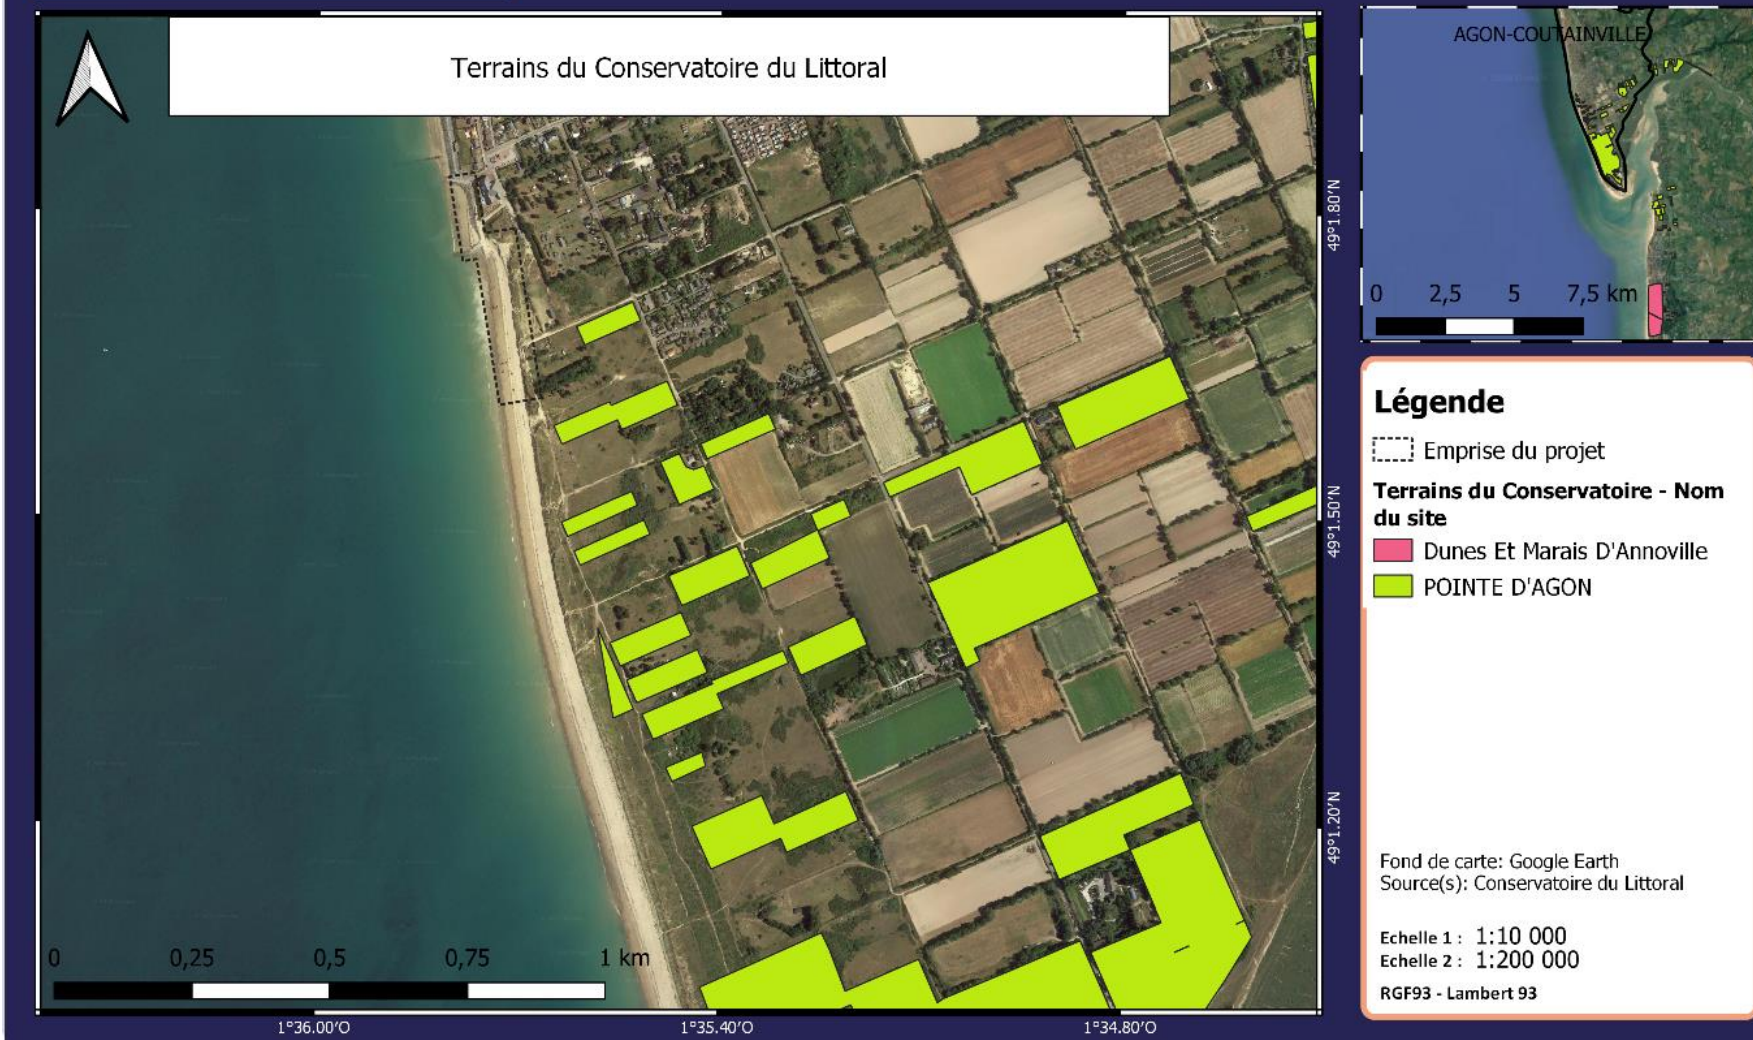 Terrains du Conservatoire du Littoral
AGON-COUTAINVILLE
0 2,5 5 7,5 km
49°1.80'N
49°1.50'N
49°1.20'N
0 0,25 0,5 0,75 1 km
1°36.00'O 1°35.40'O 1°34.80'O
Légende
Emprise du projet
Terrains du Conservatoire - Nom
du site
Dunes Et Marais D'Annoville
POINTE D'AGON
Fond de carte: Google Earth
Source(s): Conservatoire du Littoral
Echelle 1 : 1:10 000
Echelle 2 : 1:200 000
RGF93 - Lambert 93